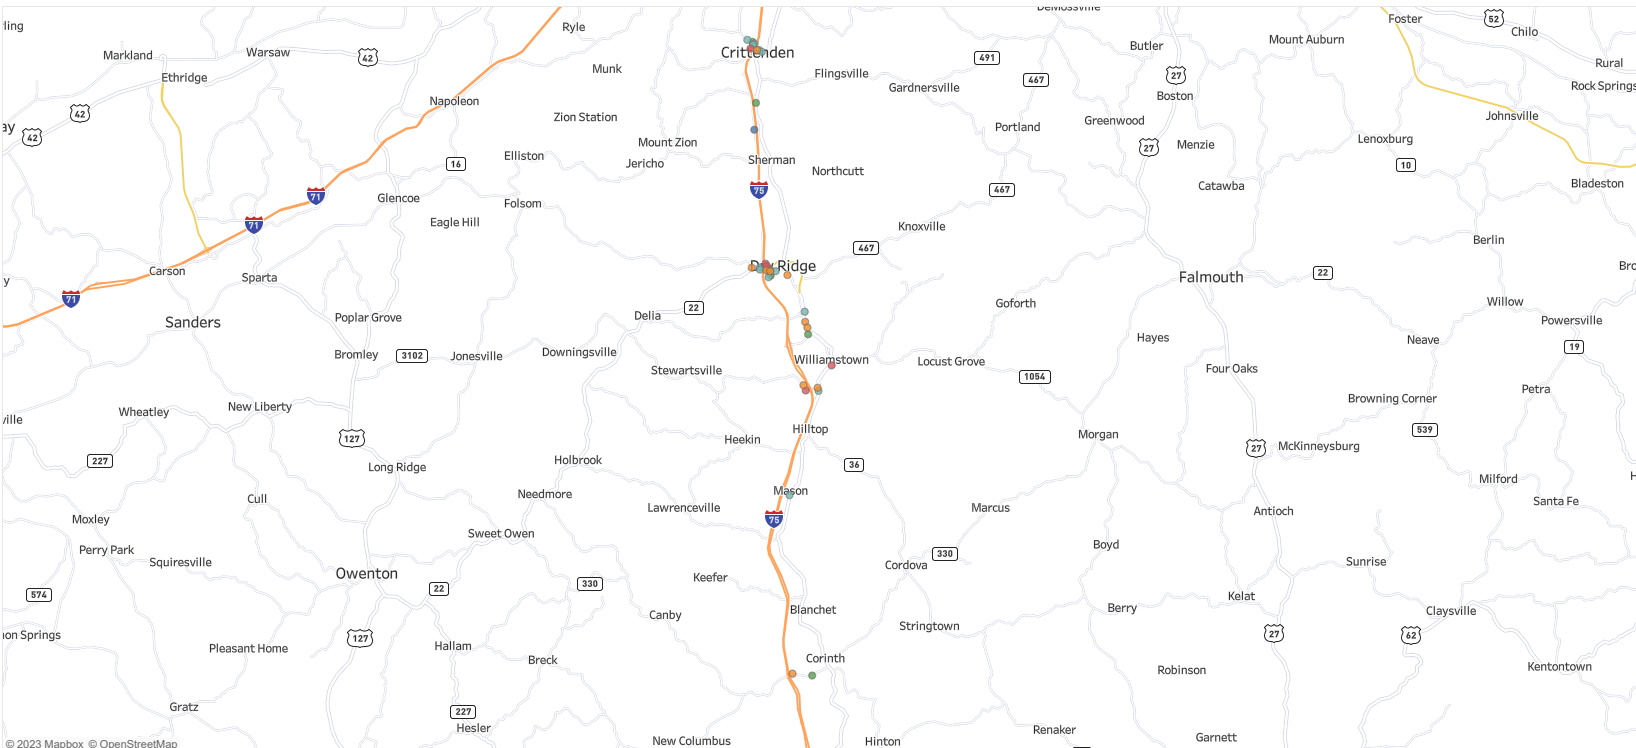 DeMossville
Foster
52
Chilo
ling
Ryle
Butler
Mount Auburn
Markland
Warsaw
42
Crittenden
491
Rural
Ethridge
Munk
Flingsville
467
27
Gardnersville
Boston
Rock Springs
Napoleon
42
Zion Station
Portland
Greenwood
Johnsville
ay
42
Mount Zion
27
Menzie
Lenoxburg
16
Elliston
Jericho
Sherman
Northcutt
10
Catawba
Bladeston
71
Glencoe
Folsom
75
467
71
Eagle Hill
Knoxville
Berlin
467
Carson
Sparta
Dry Ridge
Falmouth
22
Bro
y
71
22
Goforth
Willow
Sanders
Poplar Grove
Delia
Powersville
Hayes
Neave
19
Bromley
3102
Jonesville
Downingsville
Williamstown
Locust Grove
Stewartsville
1054
Four Oaks
Petra
Browning Corner
ville
Wheatley
New Liberty
Hilltop
539
127
Heekin
Morgan
27
McKinneysburg
227
Long Ridge
Holbrook
36
Milford
H
Cull
Needmore
Mason
Santa Fe
Moxley
Lawrenceville
75
Marcus
Antioch
Sweet Owen
Perry Park
Squiresville
330
Boyd
Sunrise
Owenton
Keefer
Cordova
574
22
330
Blanchet
Berry
Kelat
Claysville
Canby
Stringtown
non Springs
127
27
62
Pleasant Home
Hallam
Breck
Corinth
Robinson
Kentontown
Gratz
227
Hesler
New Columbus
Hinton
Renaker
Garnett
© 2023 Mapbox © OpenStreetMap